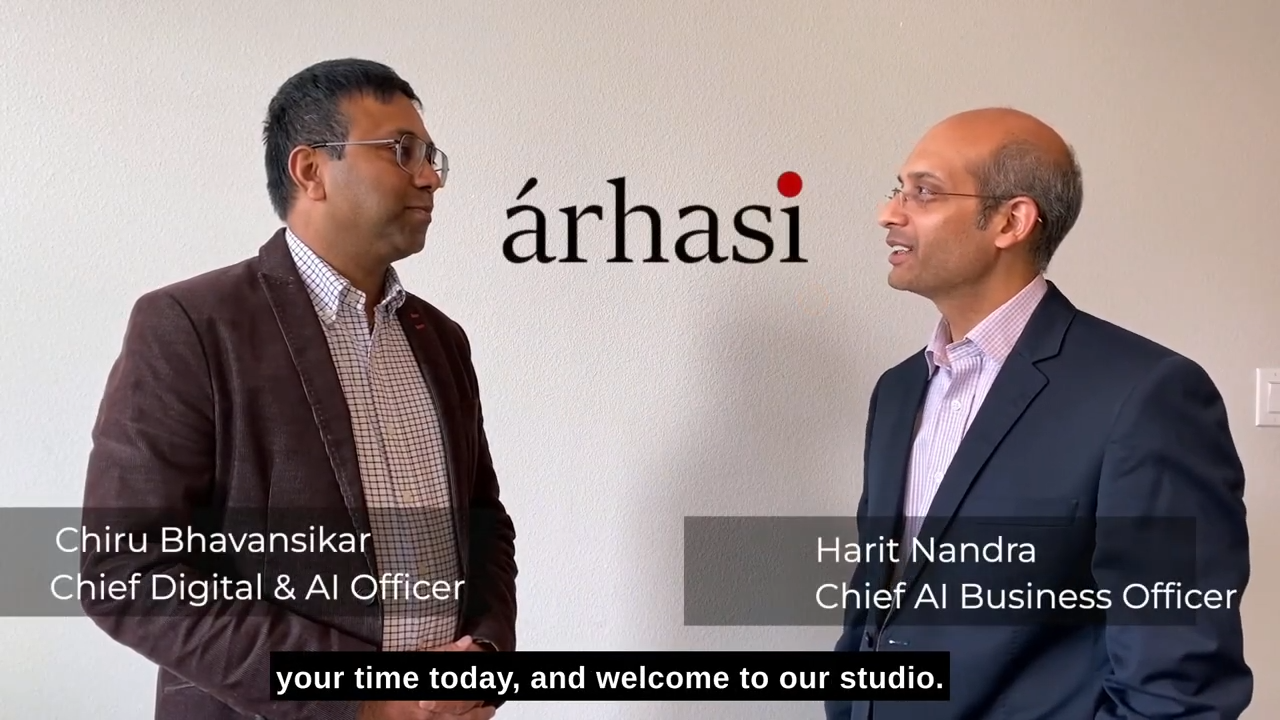 árhasi
Chiru Bhavansikar
Chief Digital & AI Officer
Harit Nandra
Chief AI Business Officer
your time today, and welcome to our studio.